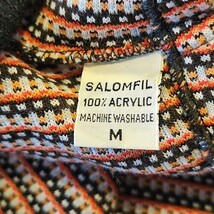 SALOMFIL
100% ACRYLIC
MACHINE WASHABLE
M